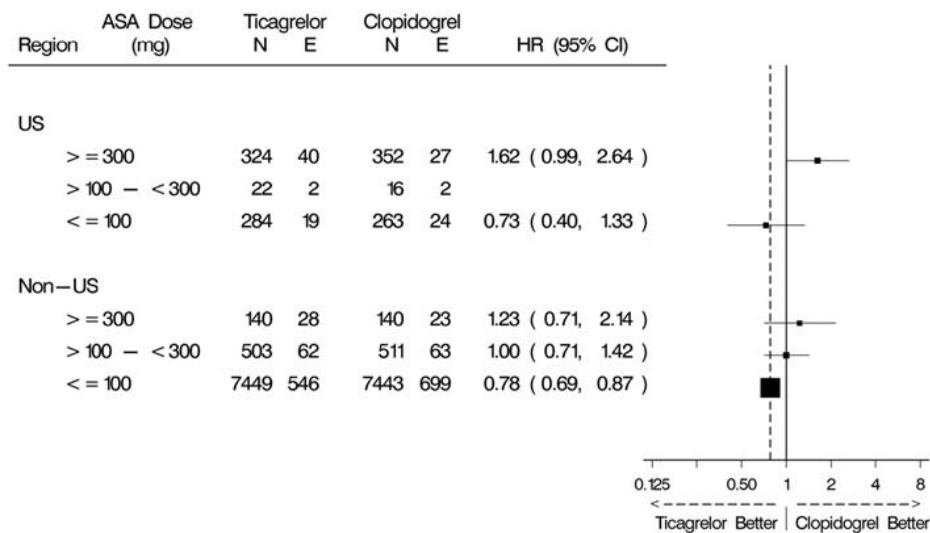 ASA Dose Ticagrelor Clopidogrel
Region (mg) N E N E HR (95% CI)
US
>=300 324 40 352 27 1.62 (0.99, 2.64)
>100 – <300 22 2 16 2
<=100 284 19 263 24 0.73 (0.40, 1.33)
Non–US
>=300 140 28 140 23 1.23 (0.71, 2.14)
>100 – <300 503 62 511 63 1.00 (0.71, 1.42)
<=100 7449 546 7443 699 0.78 (0.69, 0.87)
0.125 0.50 1 2 4 8
Ticagrelor Better Clopidogrel Better